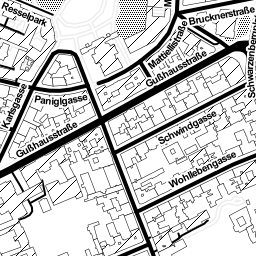 Resselpark
Brucknerstraße
Mattiellistraße
Gußhausstraße
Paniglgasse
Karlsgasse
Schwindgasse
Gußhausstraße
Wohllebengasse